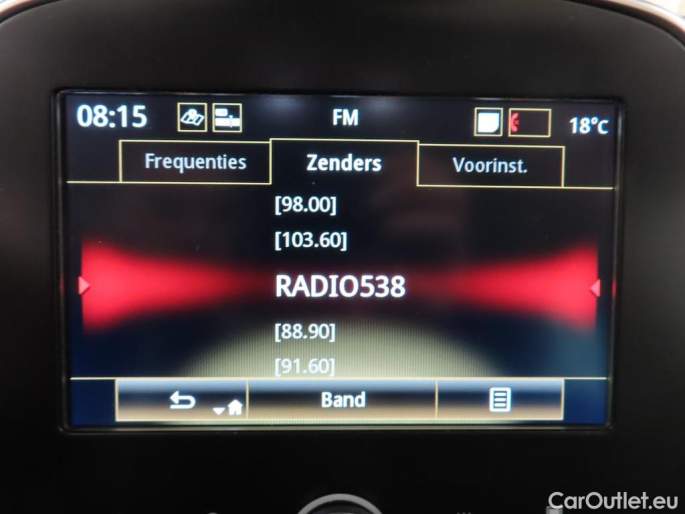 08:15 FM 18°C
Frequenties Zenders Voorinst.
[98.00]
[103.60]
RADIO538
[88.90]
[91.60]
Band
CarOutlet.eu